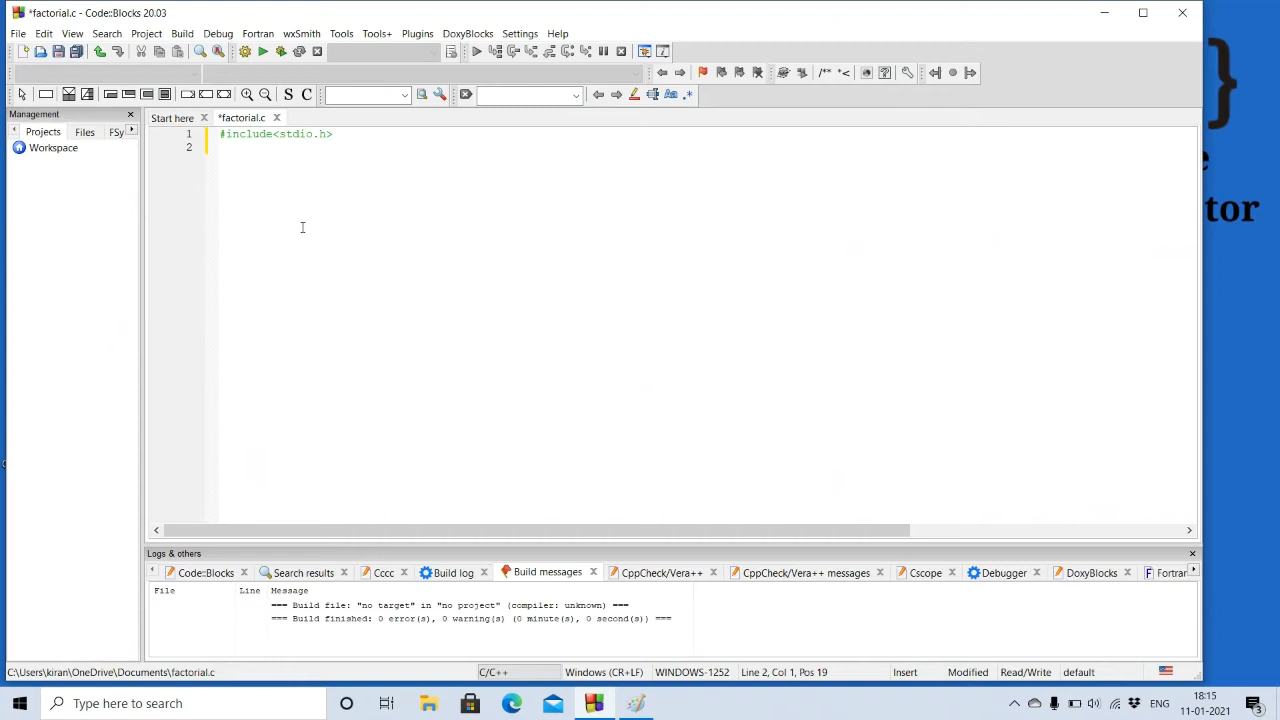 *factorial.c - Code::Blocks 20.03
File Edit View Search Project Build Debug Fortran wxSmith Tools Tools+ Plugins DoxyBlocks Settings Help
/** *<
S C
Aa .*
Management
Projects Files FSy
Workspace
Start here *factorial.c
1 #include<stdio.h>
2
}
e
tor
Logs & others
Code::Blocks Search results Cccc Build log Build messages CppCheck/Vera++ CppCheck/Vera++ messages Cscope Debugger DoxyBlocks Fortran
File Line Message
=== Build file: "no target" in "no project" (compiler: unknown) ===
=== Build finished: 0 error(s), 0 warning(s) (0 minute(s), 0 second(s)) ===
C:\Users\kiran\OneDrive\Documents\factorial.c C/C++ Windows (CR+LF) WINDOWS-1252 Line 2, Col 1, Pos 19 Insert Modified Read/Write default
Type here to search
ENG 18:15
11-01-2021
3